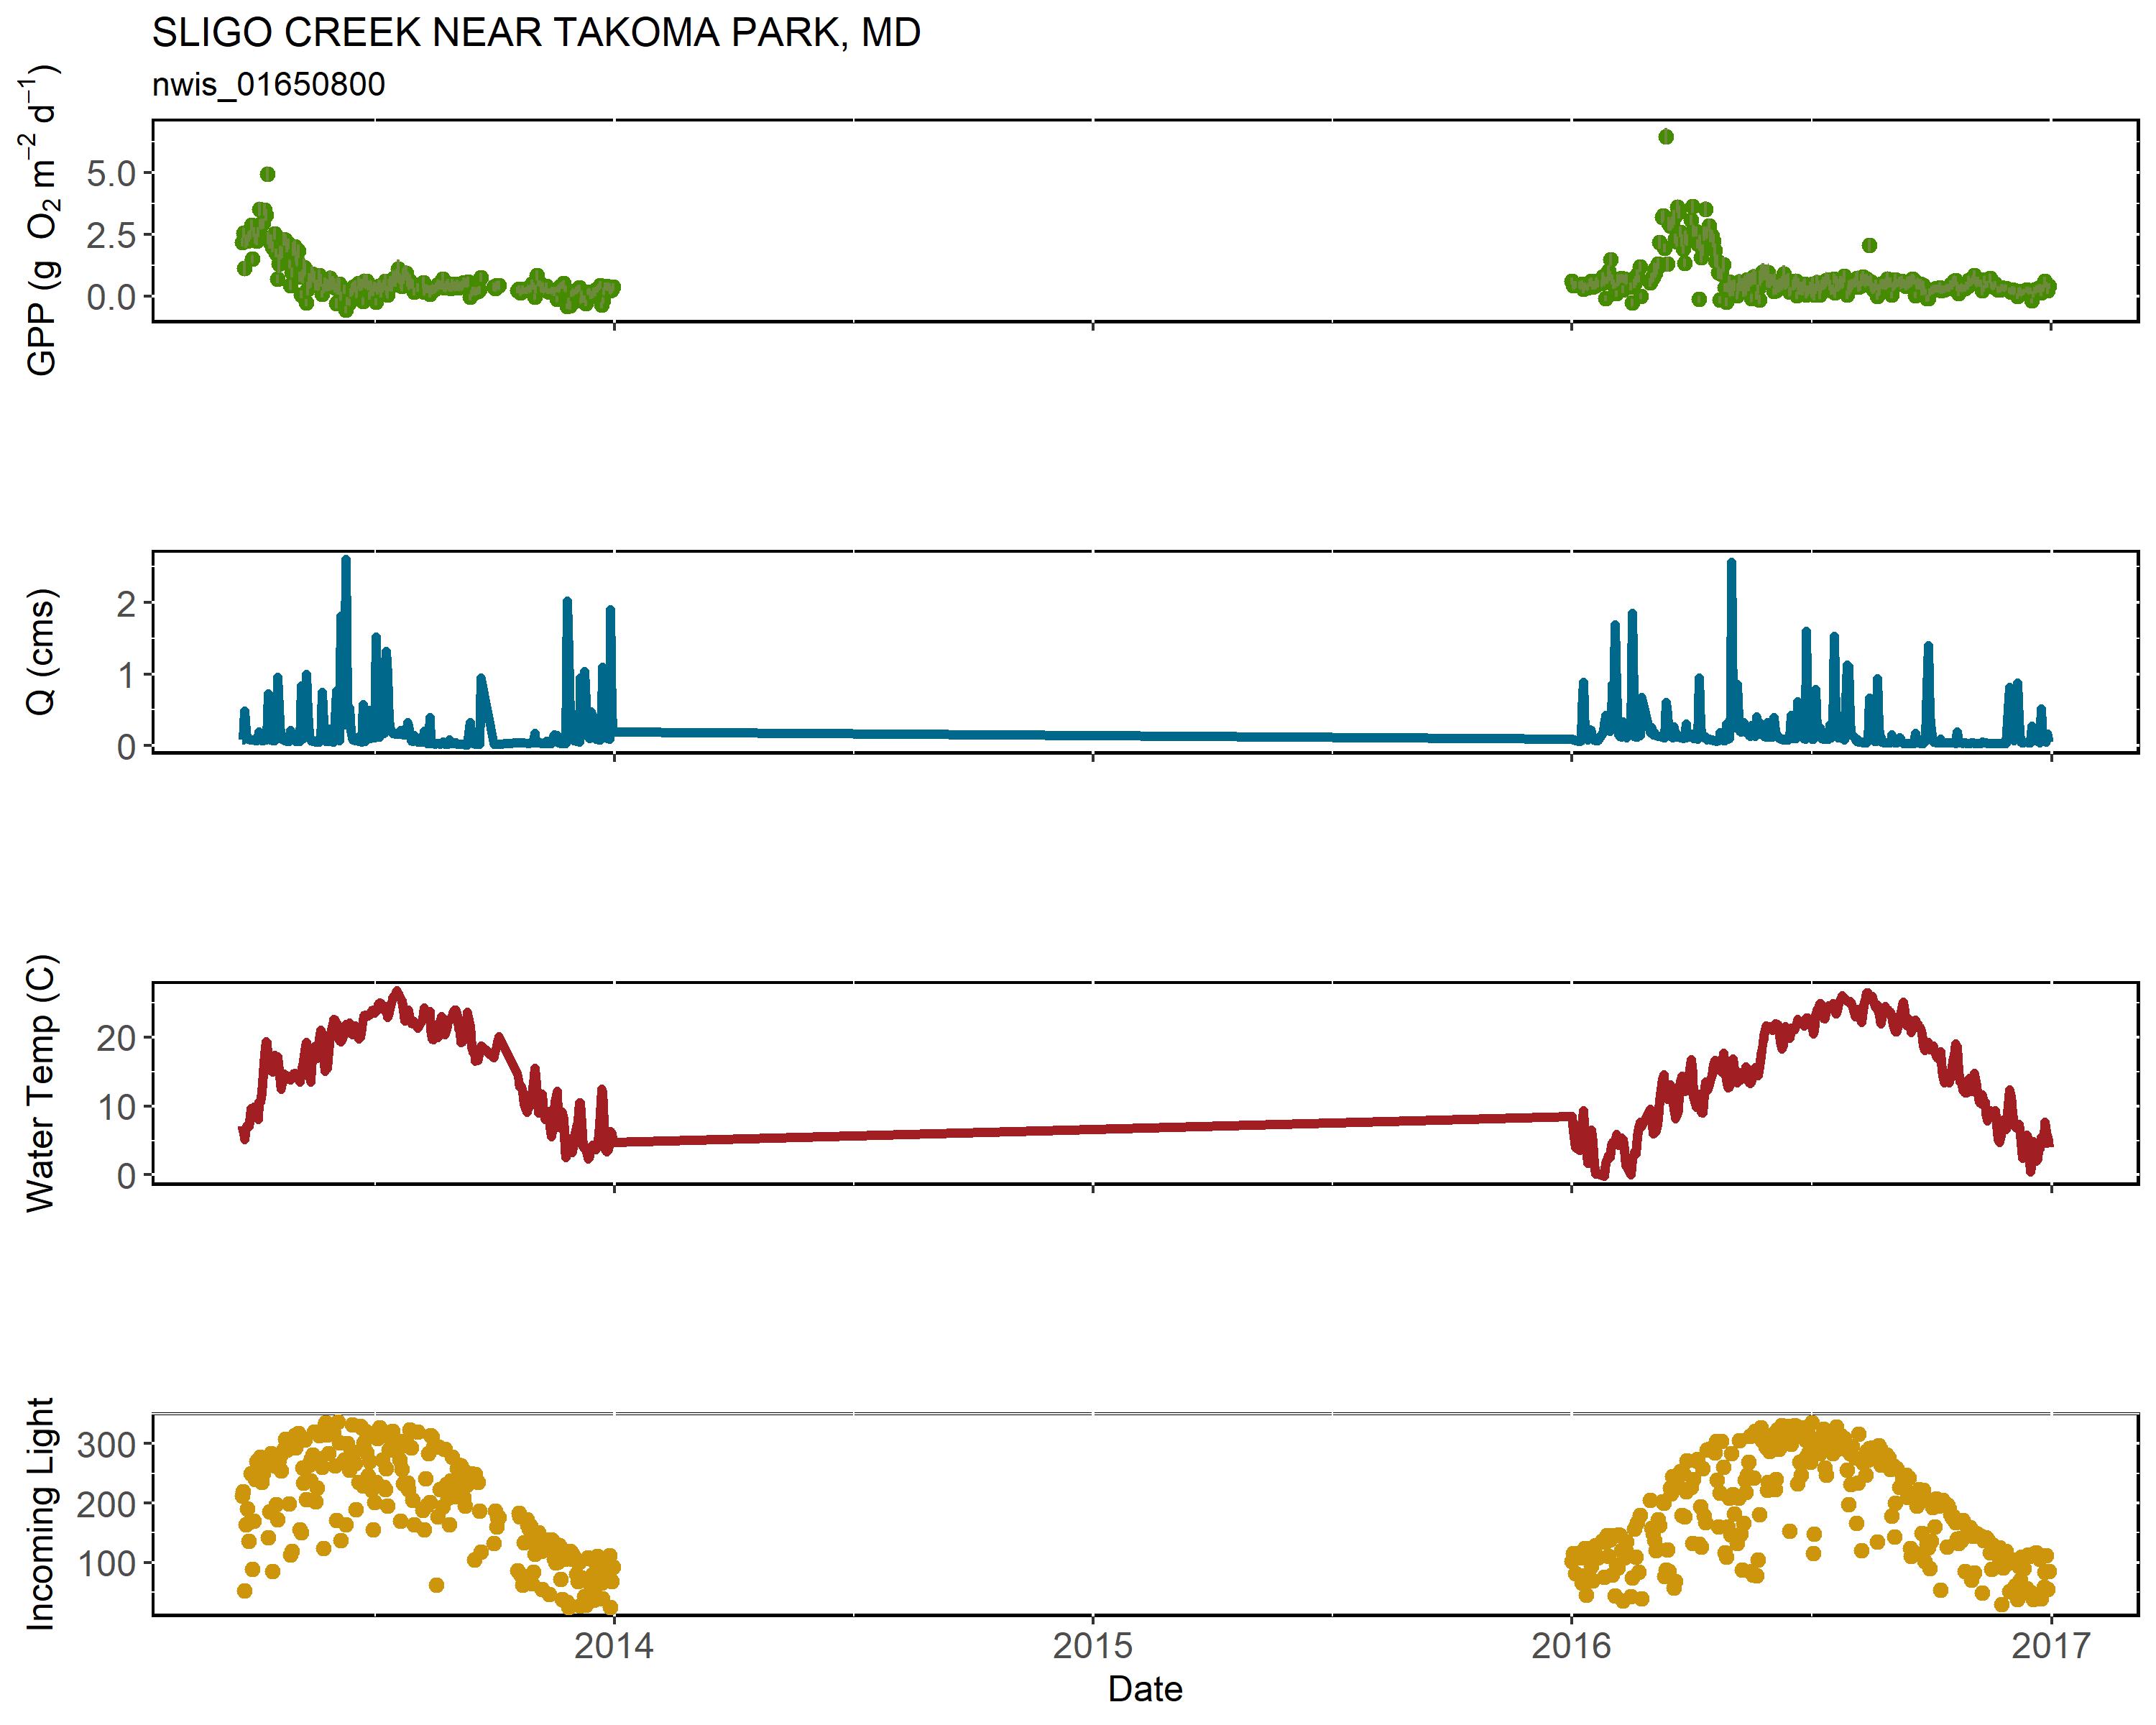 SLIGO CREEK NEAR TAKOMA PARK, MD
nwis_01650800
GPP (g O₂ m⁻² d⁻¹)
5.0
2.5
0.0
Q (cms)
2
1
0
Water Temp (C)
20
10
0
Incoming Light
300
200
100
2014 2015 2016 2017
Date